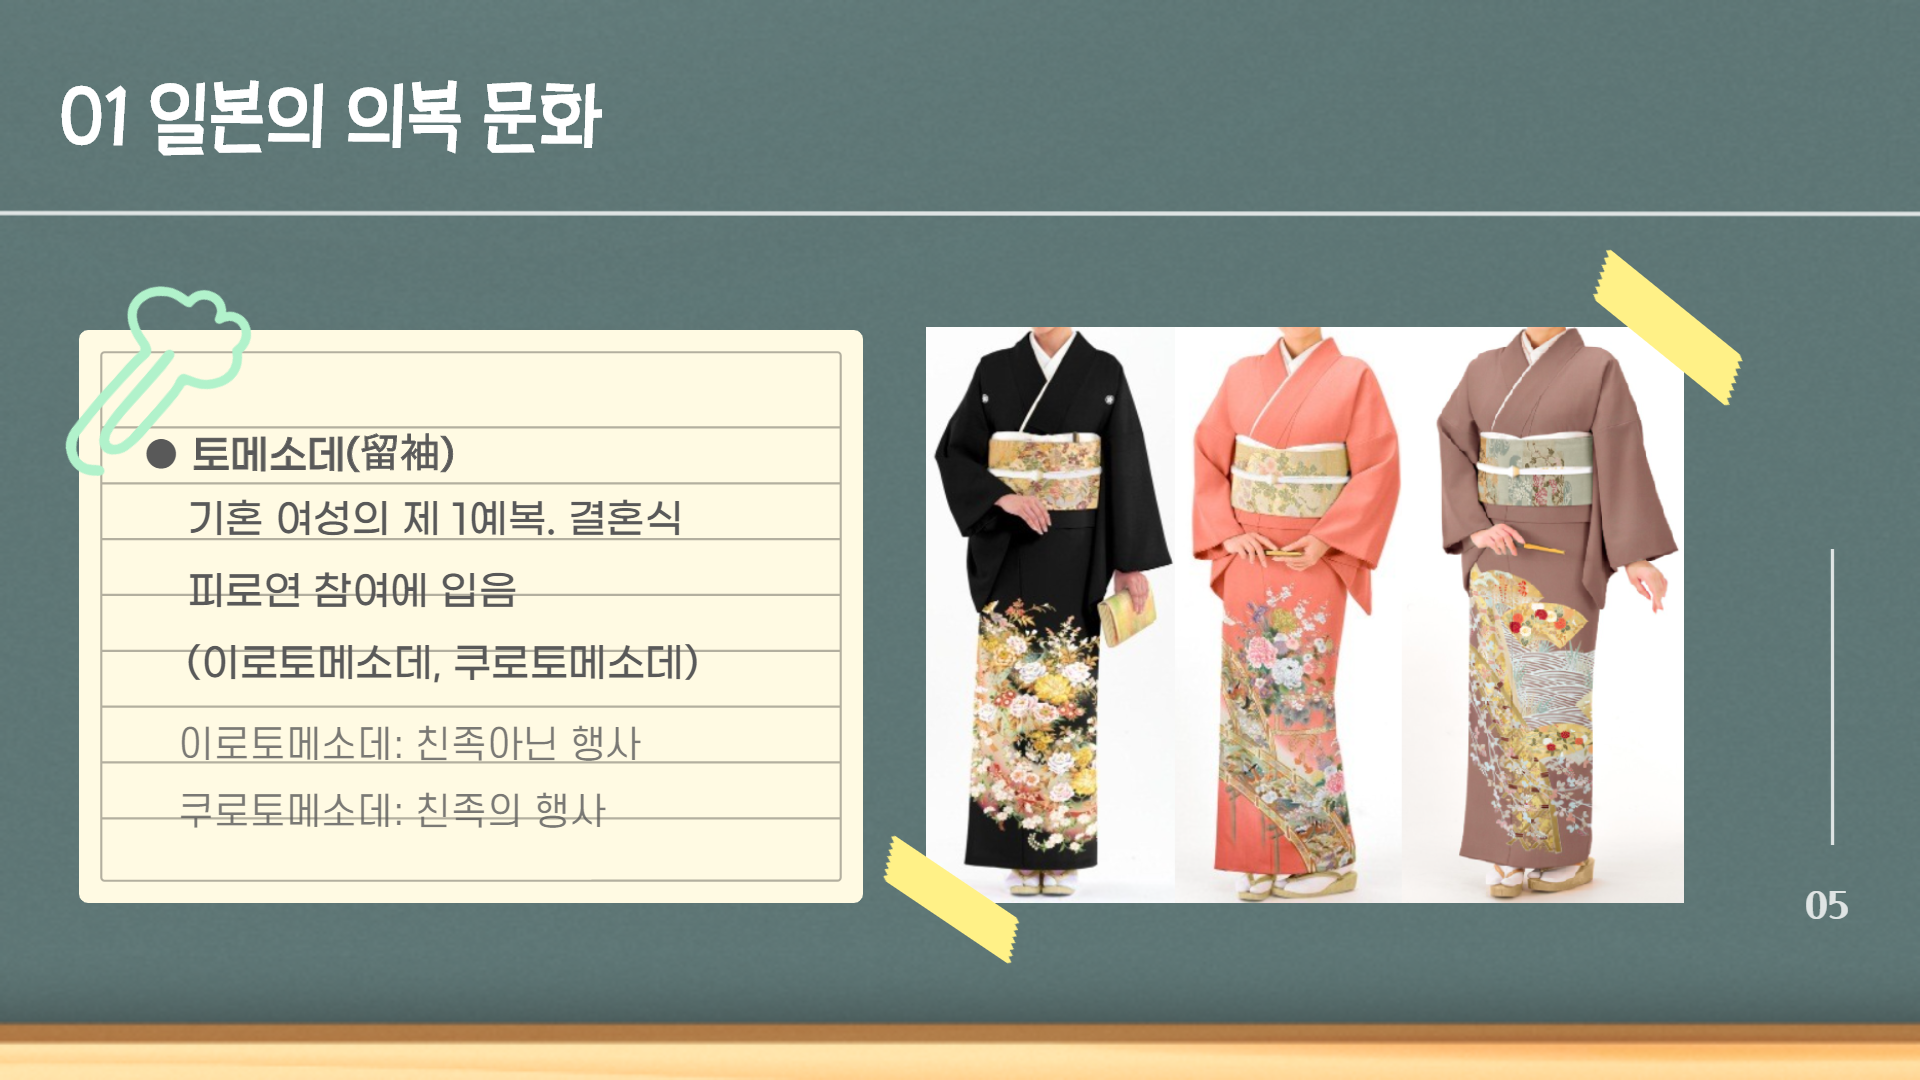 01 일본의 의복 문화
● 토메소데(留袖)
기혼 여성의 제 1예복. 결혼식
피로연 참여에 입음
(이로토메소데, 쿠로토메소데)
이로토메소데: 친족아닌 행사
쿠로토메소데: 친족의 행사
05